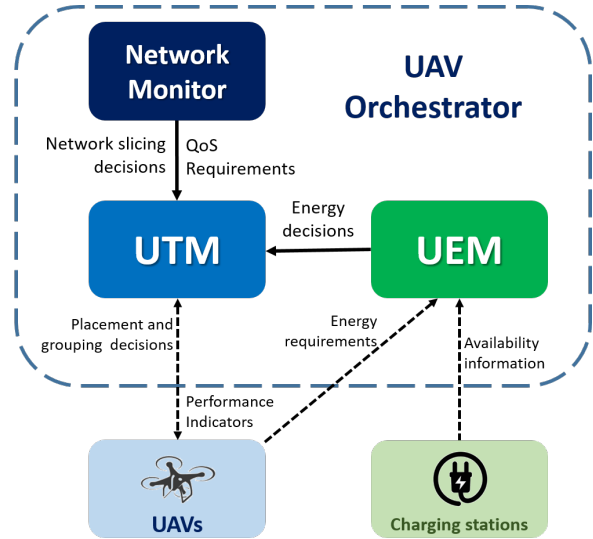 Network
Monitor
UAV
Orchestrator
Network slicing
decisions
QoS
Requirements
UTM
Energy
decisions
UEM
Placement and
grouping decisions
Energy
requirements
Availability
information
Performance
Indicators
UAVs
Charging stations